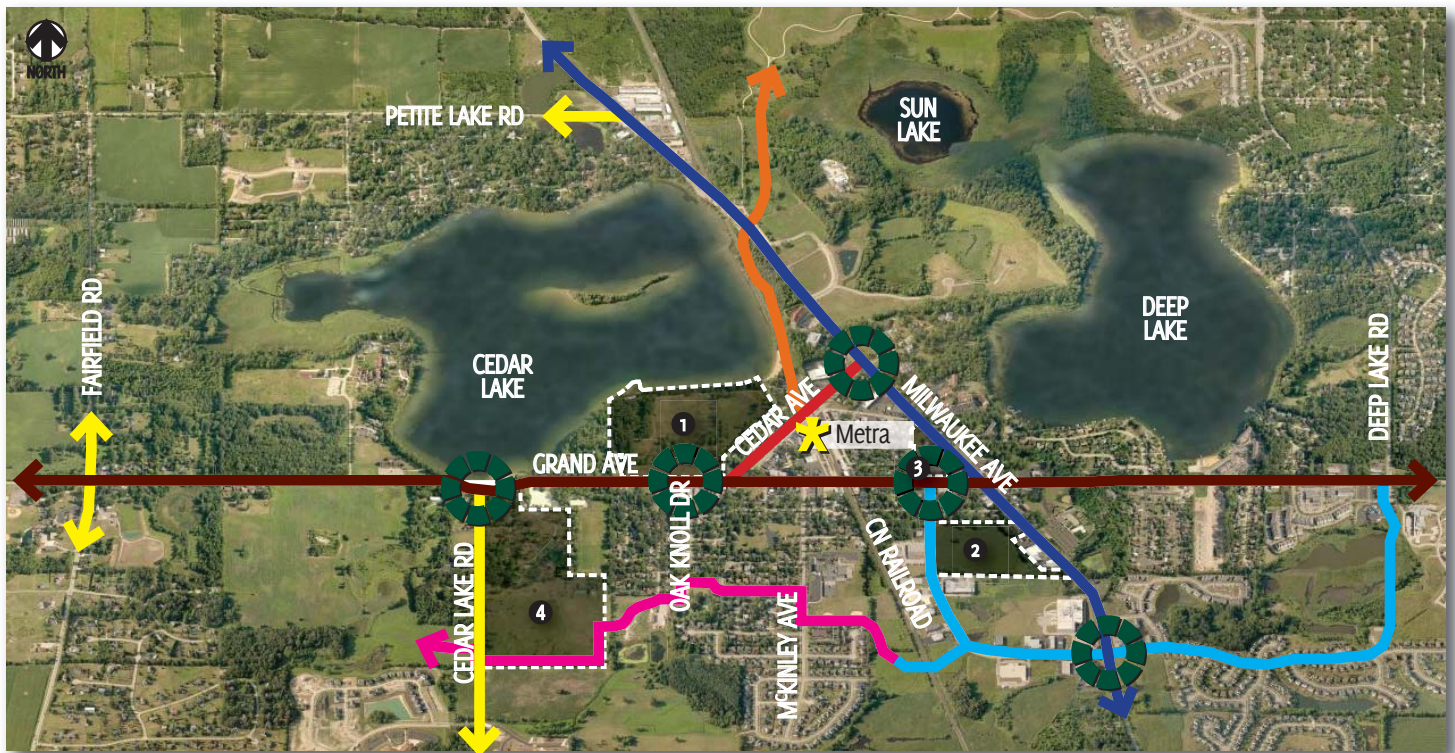 NORTH
PETITE LAKE RD
SUN
LAKE
FAIRFIELD RD
CEDAR
LAKE
DEEP
LAKE
DEEP LAKE RD
1
CEDAR AVE
Metra
MILWAUKEE AVE
GRAND AVE
3
OAK KNOLL DR
CN RAILROAD
2
CEDAR LAKE RD
4
McKINLEY AVE